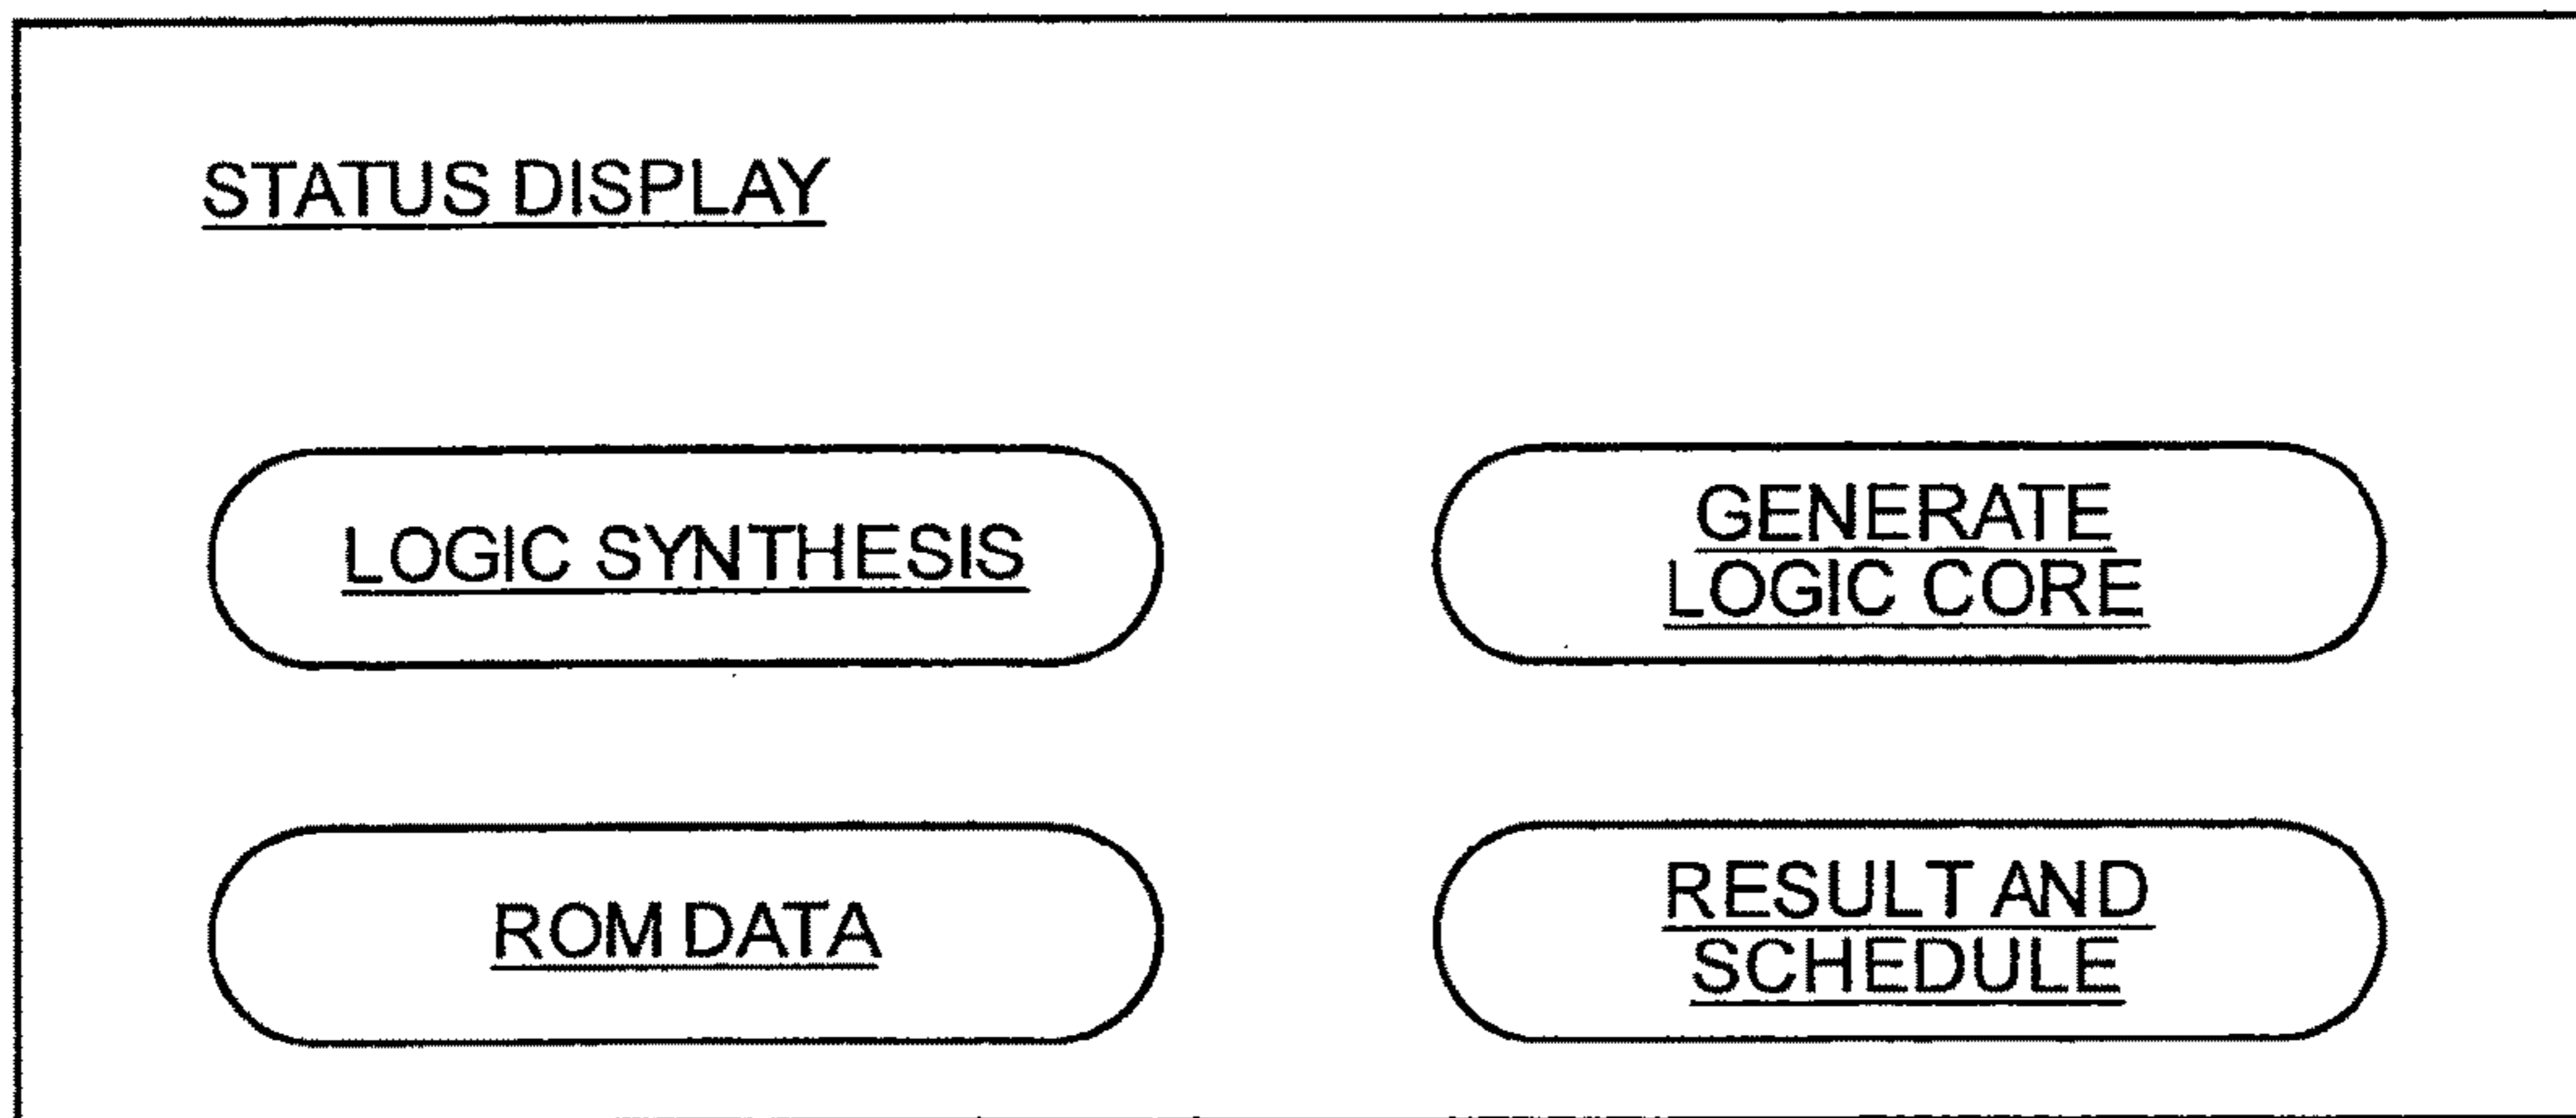 STATUS DISPLAY
LOGIC SYNTHESIS
GENERATE
LOGIC CORE
ROM DATA
RESULT AND
SCHEDULE